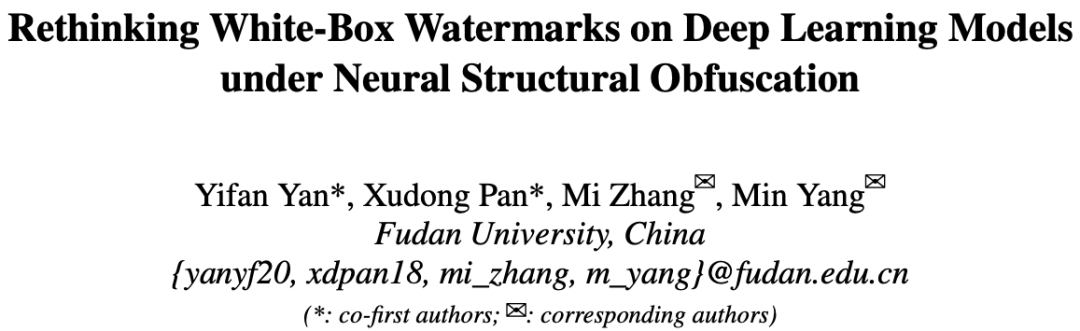 Rethinking White-Box Watermarks on Deep Learning Models
under Neural Structural Obfuscation
Yifan Yan*, Xudong Pan*, Mi Zhang✉, Min Yang✉
Fudan University, China
{yanyf20, xdpan18, mi_zhang, m_yang}@fudan.edu.cn
(*: co-first authors; ✉: corresponding authors)